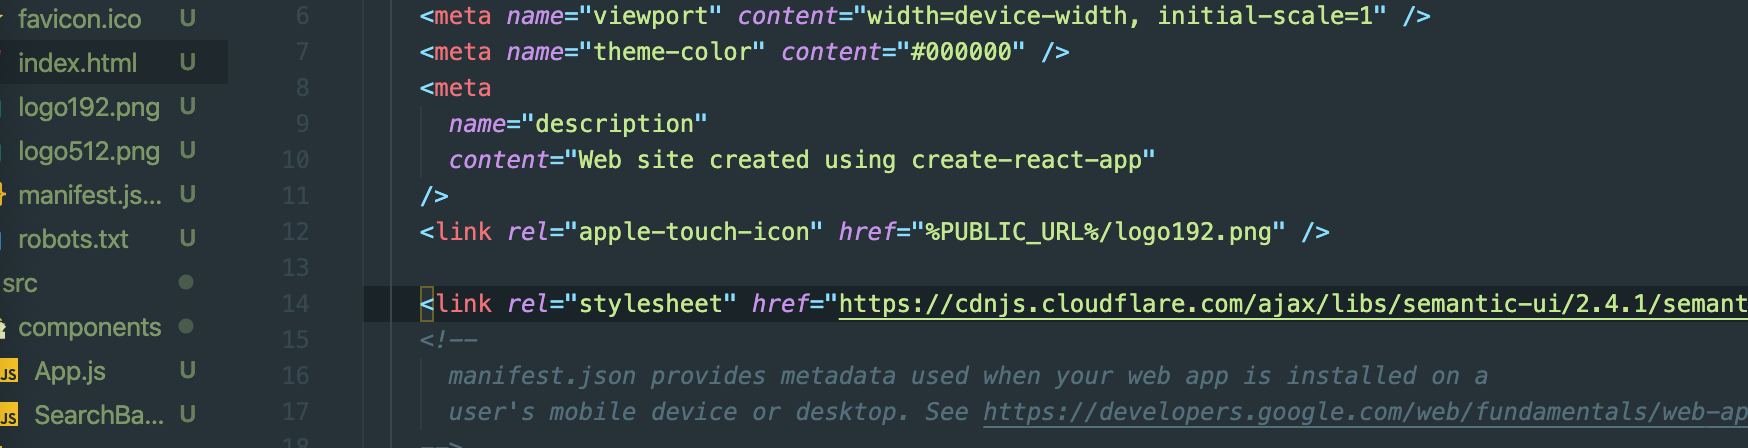 favicon.ico U
index.html U
logo192.png U
logo512.png U
manifest.js... U
robots.txt U
src
components
JS App.js U
JS SearchBa... U
6 <meta name="viewport" content="width=device-width, initial-scale=1" />
7 <meta name="theme-color" content="#000000" />
8 <meta
9 name="description"
10 content="Web site created using create-react-app"
11 />
12 <link rel="apple-touch-icon" href="%PUBLIC_URL%/logo192.png" />
13
14 <link rel="stylesheet" href="https://cdnjs.cloudflare.com/ajax/libs/semantic-ui/2.4.1/semant
15 <!--
16 manifest.json provides metadata used when your web app is installed on a
17 user's mobile device or desktop. See https://developers.google.com/web/fundamentals/web-ap
18 -->